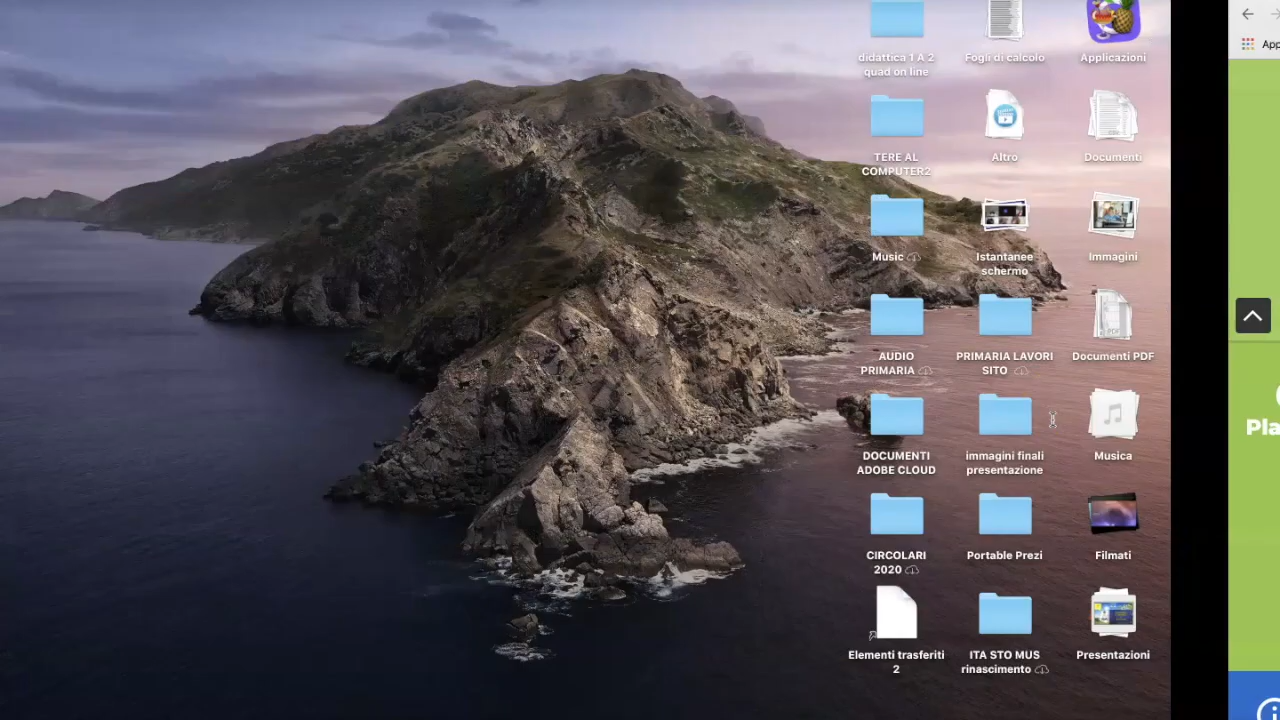 didattica 1 A 2
quad on line
Fogli di calcolo
Applicazioni
TERE AL
COMPUTER2
Altro
Documenti
Music
Istantanee
schermo
Immagini
AUDIO
PRIMARIA
PRIMARIA LAVORI
SITO
Documenti PDF
DOCUMENTI
ADOBE CLOUD
immagini finali
presentazione
Musica
CIRCOLARI
2020
Portable Prezi
Filmati
Elementi trasferiti
2
ITA STO MUS
rinascimento
Presentazioni
App
Pla